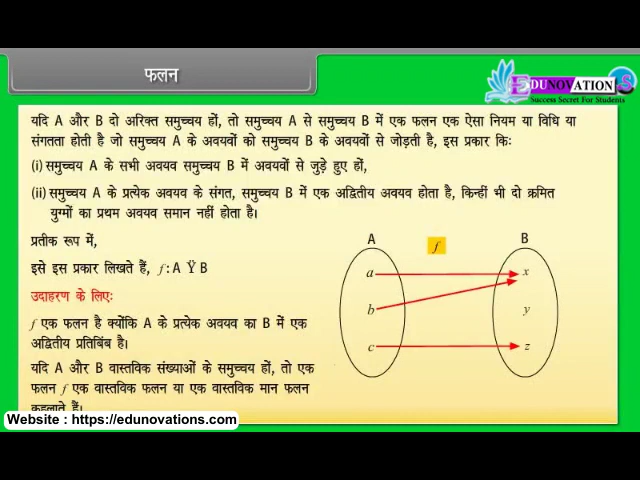 फलन
EDUNOVATIONS
Success Secret For Students
यदि A और B दो अरिक्त समुच्चय हों, तो समुच्चय A से समुच्चय B में एक फलन एक ऐसा नियम या विधि या
संगतता होती है जो समुच्चय A के अवयवों को समुच्चय B के अवयवों से जोड़ती है, इस प्रकार किः
(i) समुच्चय A के सभी अवयव समुच्चय B में अवयवों से जुड़े हुए हों,
(ii) समुच्चय A के प्रत्येक अवयव के संगत, समुच्चय B में एक अद्वितीय अवयव होता है, किन्हीं भी दो क्रमित
युग्मों का प्रथम अवयव समान नहीं होता है।
प्रतीक रूप में,
इसे इस प्रकार लिखते हैं, f : A Ÿ B
उदाहरण के लिएः
f एक फलन है क्योंकि A के प्रत्येक अवयव का B में एक
अद्वितीय प्रतिबिंब है।
यदि A और B वास्तविक संख्याओं के समुच्चय हों, तो एक
फलन f एक वास्तविक फलन या एक वास्तविक मान फलन
कहलाते हैं।
A f B
a x
b y
c z
Website : https://edunovations.com